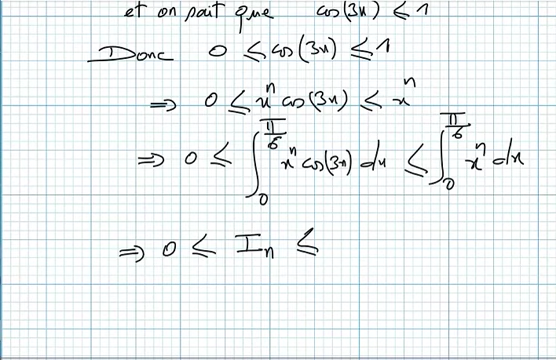 et on sait que cos(3x) ≤ 1
Donc 0 ≤ cos(3x) ≤ 1
⇒ 0 ≤ xⁿ cos(3x) ≤ xⁿ
⇒ 0 ≤ ∫₀^(π/6) xⁿ cos(3x) dx ≤ ∫₀^(π/6) xⁿ dx
⇒ 0 ≤ Iₙ ≤